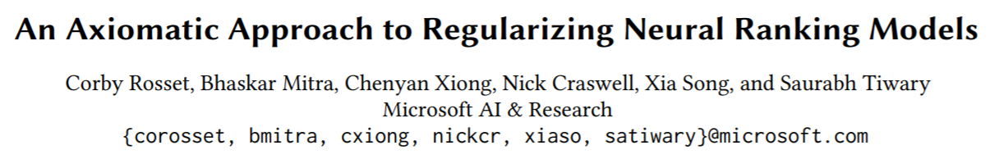 An Axiomatic Approach to Regularizing Neural Ranking Models
Corby Rosset, Bhaskar Mitra, Chenyan Xiong, Nick Craswell, Xia Song, and Saurabh Tiwary
Microsoft AI & Research
{corosset, bmitra, cxiong, nickcr, xiaso, satiwary}@microsoft.com